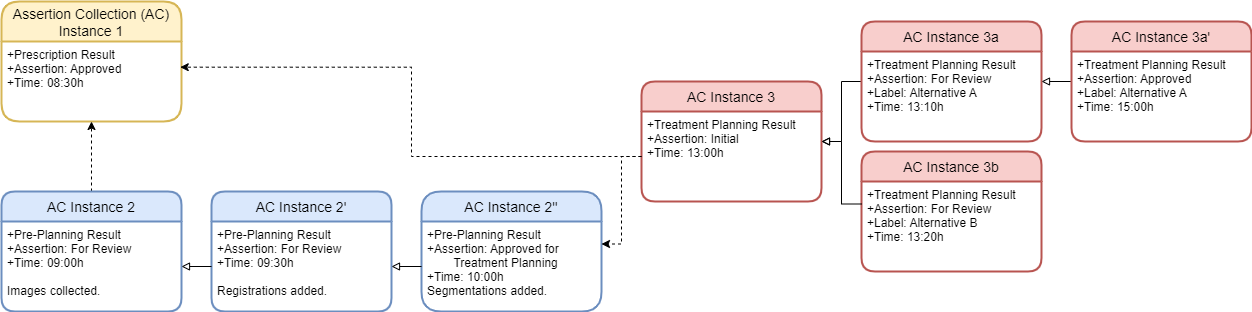 Assertion Collection (AC)
Instance 1
+Prescription Result
+Assertion: Approved
+Time: 08:30h
AC Instance 2
+Pre-Planning Result
+Assertion: For Review
+Time: 09:00h
Images collected.
AC Instance 2'
+Pre-Planning Result
+Assertion: For Review
+Time: 09:30h
Registrations added.
AC Instance 2"
+Pre-Planning Result
+Assertion: Approved for
Treatment Planning
+Time: 10:00h
Segmentations added.
AC Instance 3
+Treatment Planning Result
+Assertion: Initial
+Time: 13:00h
AC Instance 3a
+Treatment Planning Result
+Assertion: For Review
+Label: Alternative A
+Time: 13:10h
AC Instance 3a'
+Treatment Planning Result
+Assertion: Approved
+Label: Alternative A
+Time: 15:00h
AC Instance 3b
+Treatment Planning Result
+Assertion: For Review
+Label: Alternative B
+Time: 13:20h